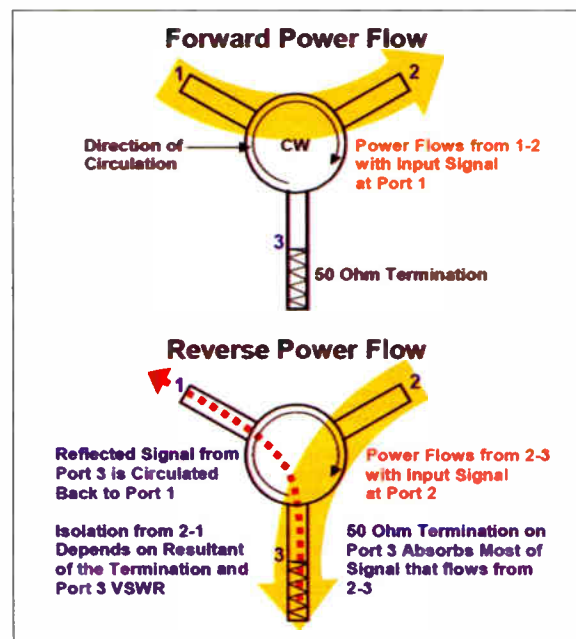 Forward Power Flow
1
2
Direction of
Circulation
CW
Power Flows from 1-2
with Input Signal
at Port 1
3
50 Ohm Termination
Reverse Power Flow
1
2
Reflected Signal from
Port 3 is Circulated
Back to Port 1
Power Flows from 2-3
with Input Signal
at Port 2
Isolation from 2-1
Depends on Resultant
of the Termination and
Port 3 VSWR
3
50 Ohm Termination on
Port 3 Absorbs Most of
Signal that flows from
2-3